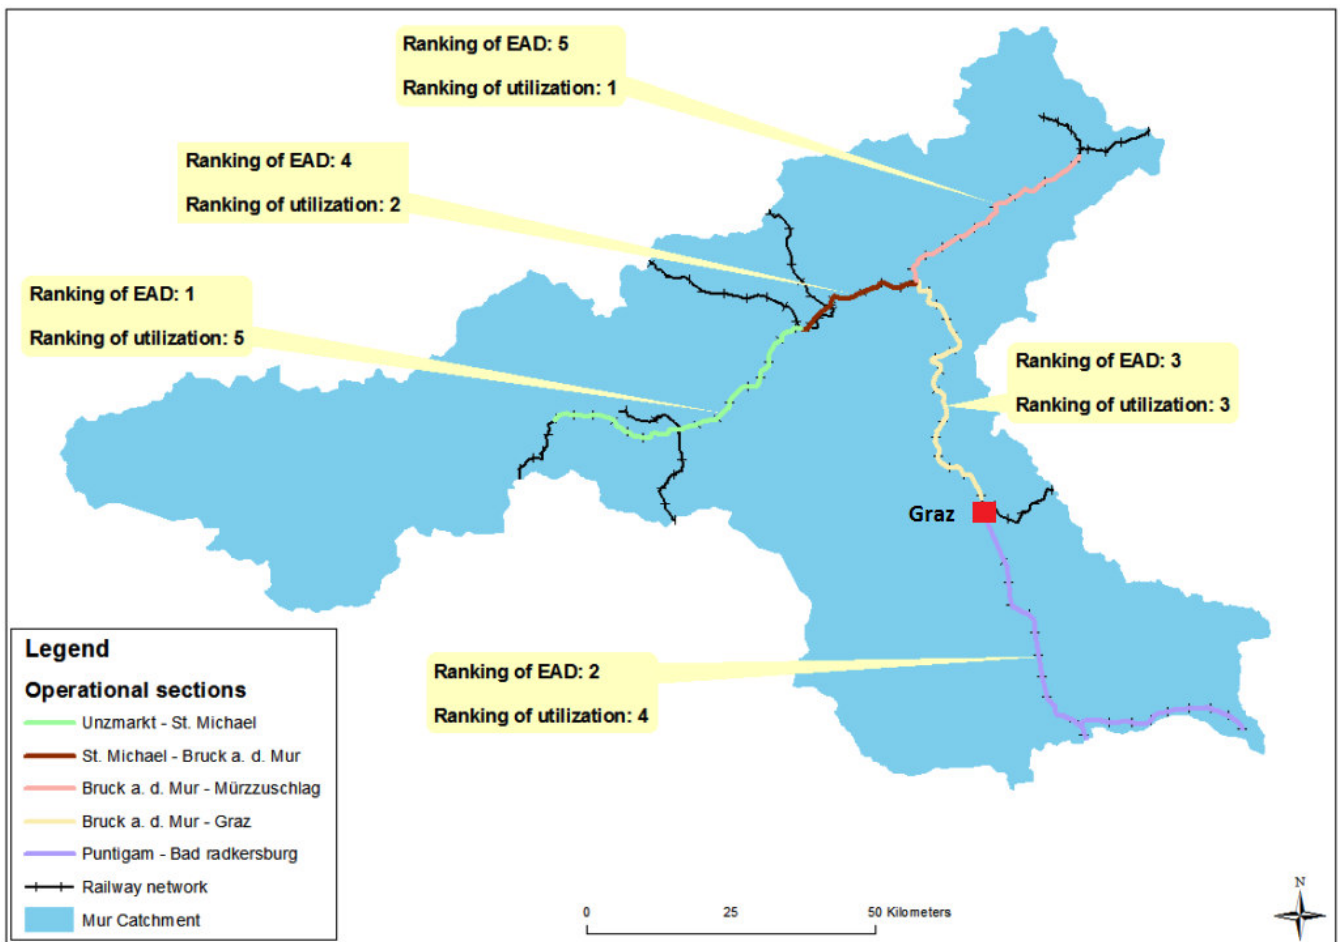 Ranking of EAD: 5
Ranking of utilization: 1
Ranking of EAD: 4
Ranking of utilization: 2
Ranking of EAD: 1
Ranking of utilization: 5
Ranking of EAD: 3
Ranking of utilization: 3
Graz
Ranking of EAD: 2
Ranking of utilization: 4
Legend
Operational sections
Unzmarkt - St. Michael
St. Michael - Bruck a. d. Mur
Bruck a. d. Mur - Mürzzuschlag
Bruck a. d. Mur - Graz
Puntigam - Bad radkersburg
Railway network
Mur Catchment
0 25 50 Kilometers
N